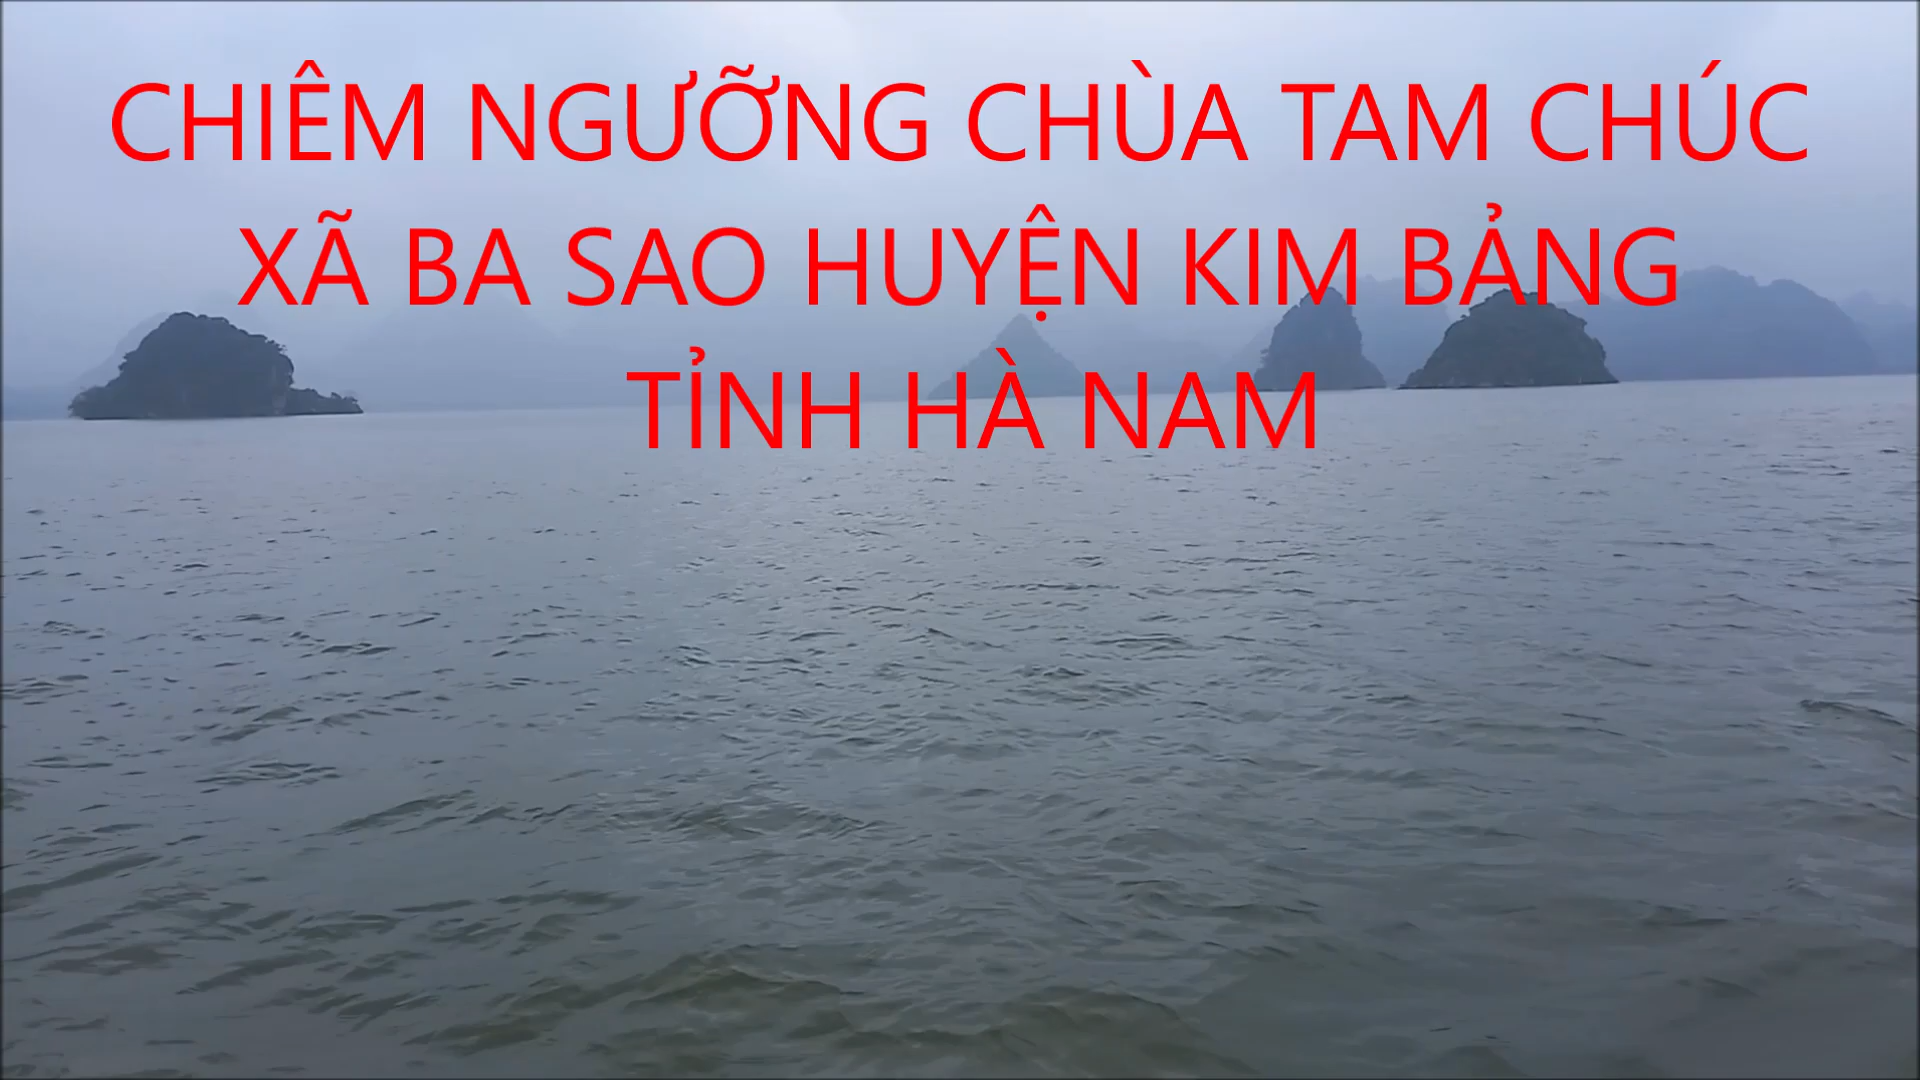 CHIÊM NGƯỠNG CHÙA TAM CHÚC
XÃ BA SAO HUYỆN KIM BẢNG
TỈNH HÀ NAM